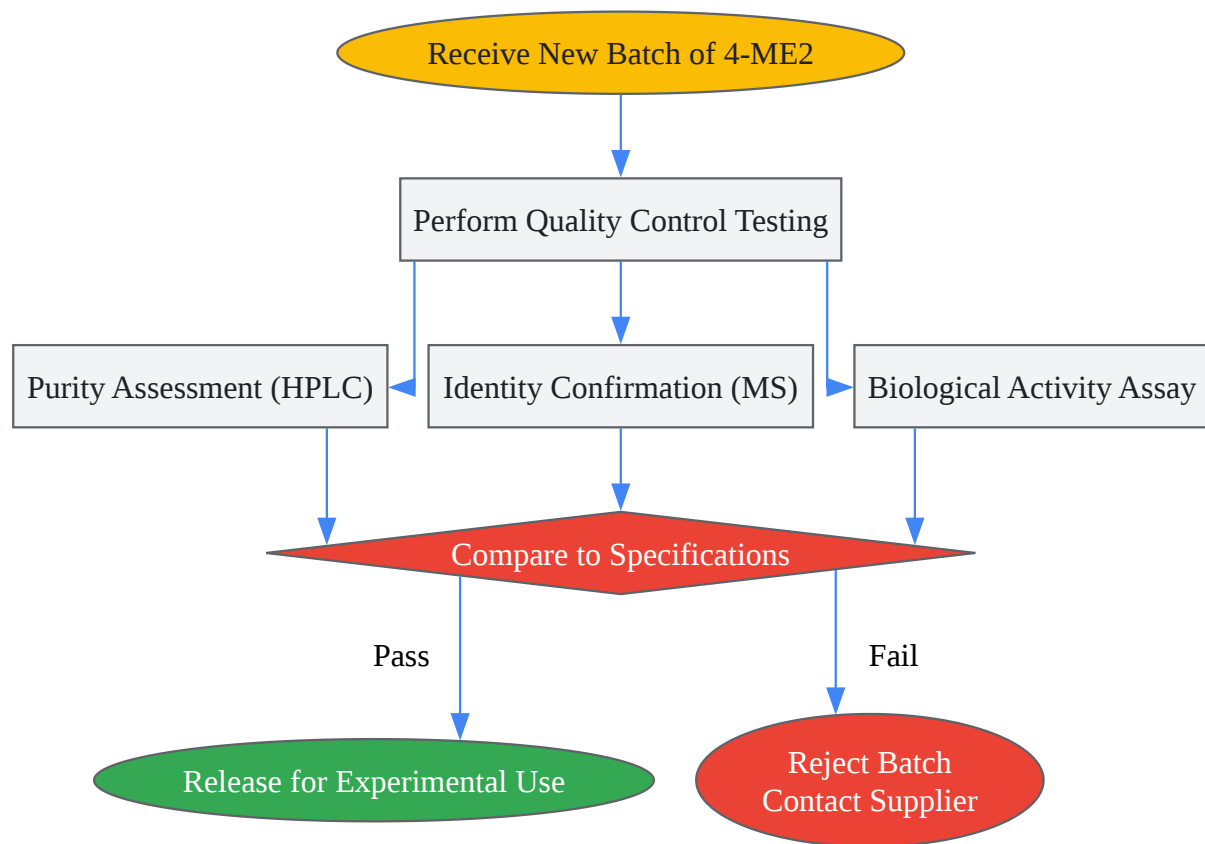 Receive New Batch of 4-ME2
Perform Quality Control Testing
Purity Assessment (HPLC)
Identity Confirmation (MS)
Biological Activity Assay
Compare to Specifications
Pass
Fail
Release for Experimental Use
Reject Batch
Contact Supplier